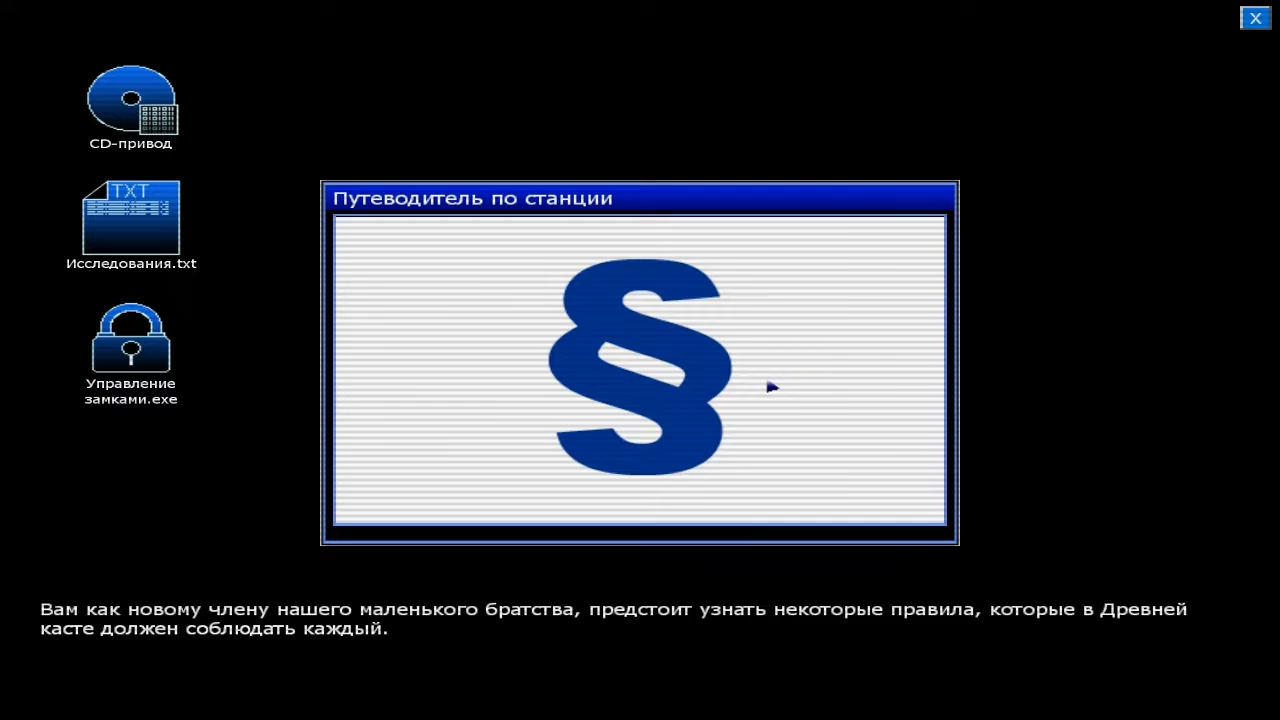 X
CD-привод
TXT
Исследования.txt
Управление
замками.exe
Путеводитель по станции
§
Вам как новому члену нашего маленького братства, предстоит узнать некоторые правила, которые в Древней
касте должен соблюдать каждый.